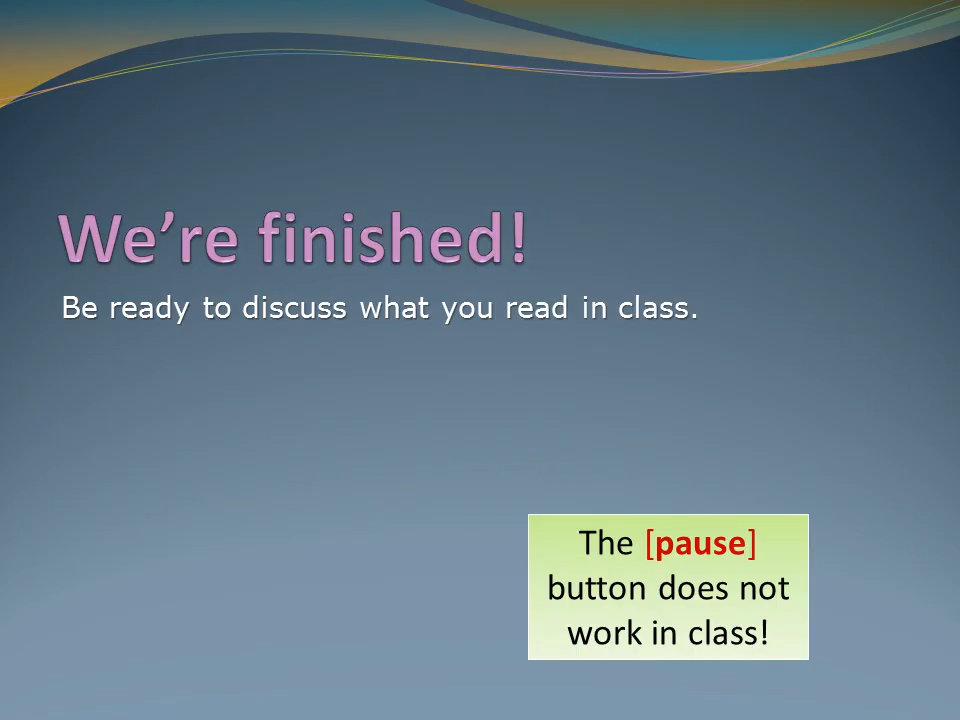 We’re finished!
Be ready to discuss what you read in class.
The [pause]
button does not
work in class!